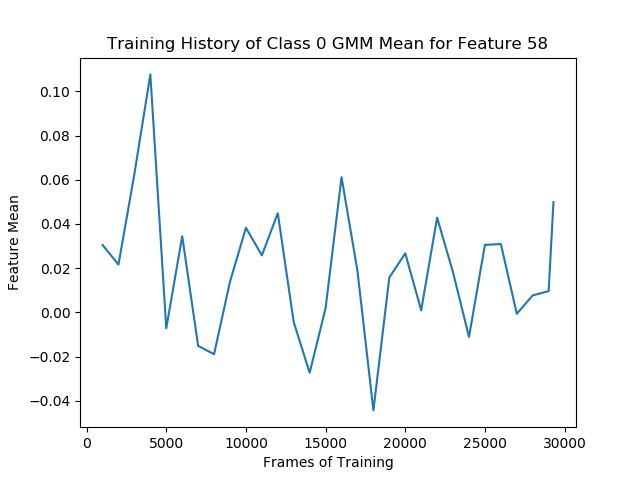 Training History of Class 0 GMM Mean for Feature 58
0.10
0.08
0.06
0.04
0.02
0.00
−0.02
−0.04
Feature Mean
0 5000 10000 15000 20000 25000 30000
Frames of Training